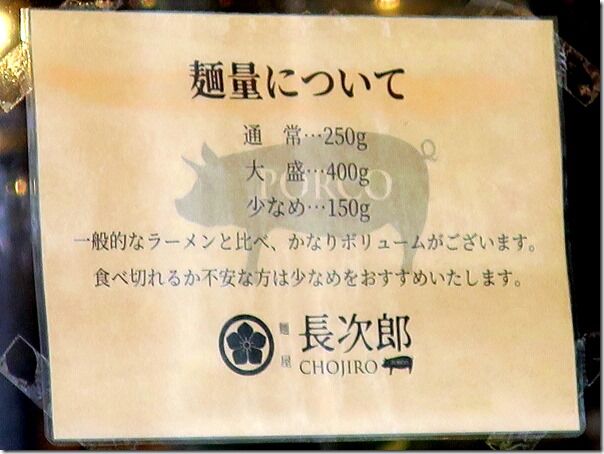 麺量について
通　常…250g
大　盛…400g
PORCO
少なめ…150g
一般的なラーメンと比べ、かなりボリュームがございます。
食べ切れるか不安な方は少なめをおすすめいたします。
麺屋
長次郎
CHOJIRO